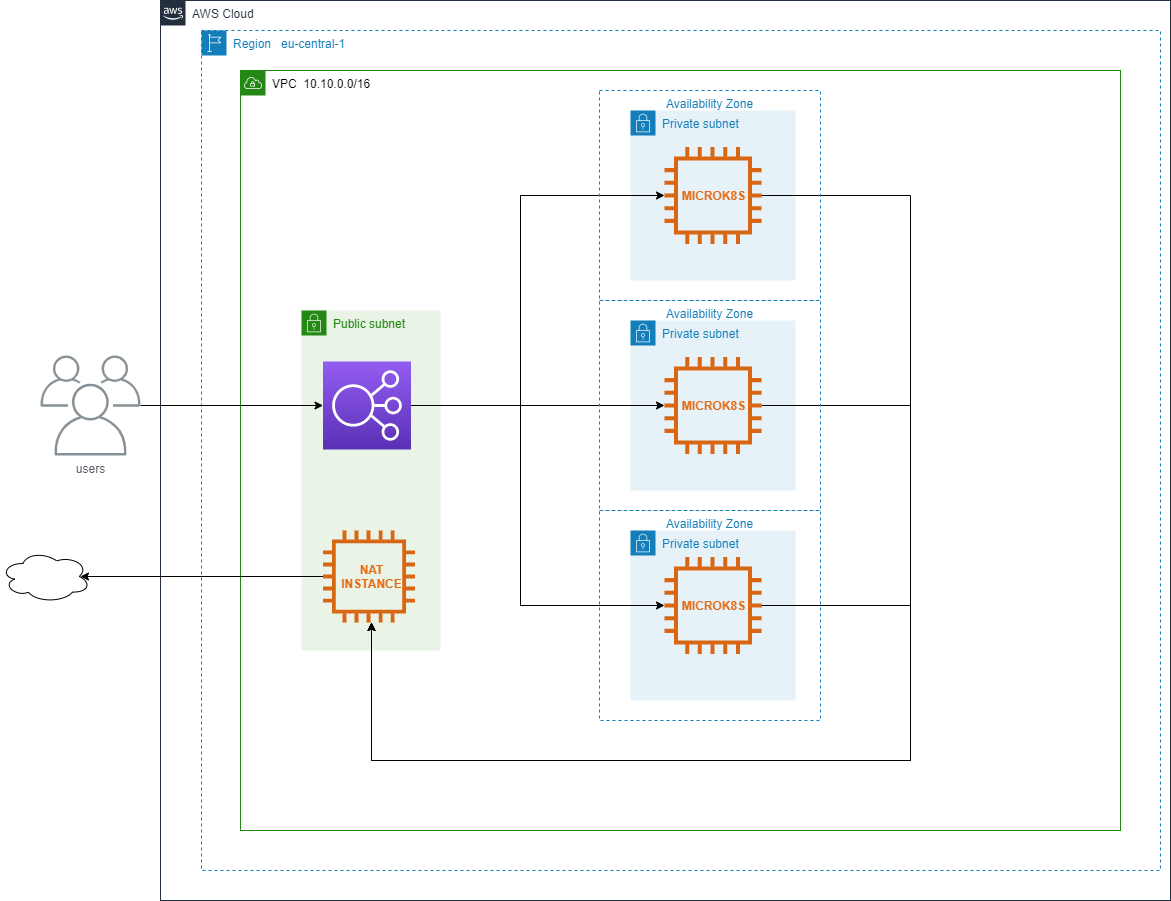 aws
AWS Cloud
Region eu-central-1
VPC 10.10.0.0/16
Availability Zone
Private subnet
MICROK8S
Public subnet
Availability Zone
Private subnet
MICROK8S
users
Availability Zone
Private subnet
MICROK8S
NAT
INSTANCE